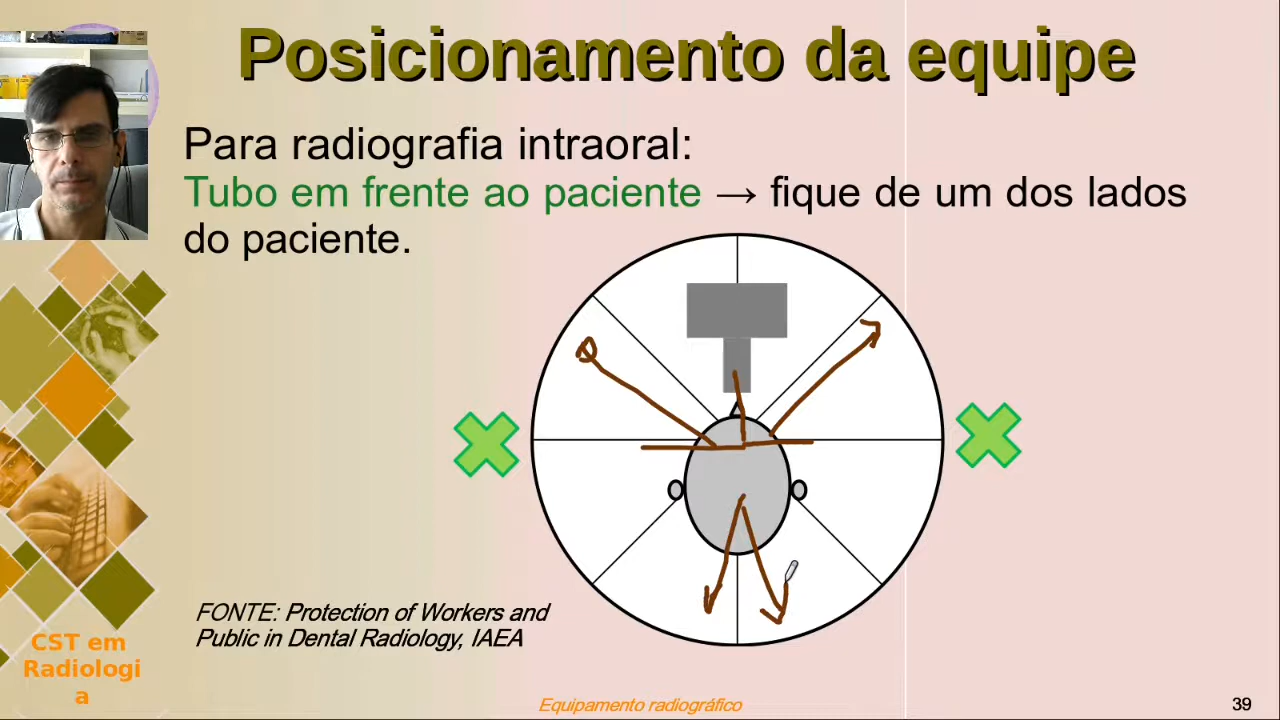 Posicionamento da equipe
Para radiografia intraoral:
Tubo em frente ao paciente → fique de um dos lados
do paciente.
FONTE: Protection of Workers and
Public in Dental Radiology, IAEA
CST em
Radiologi
a
Equipamento radiográfico
39